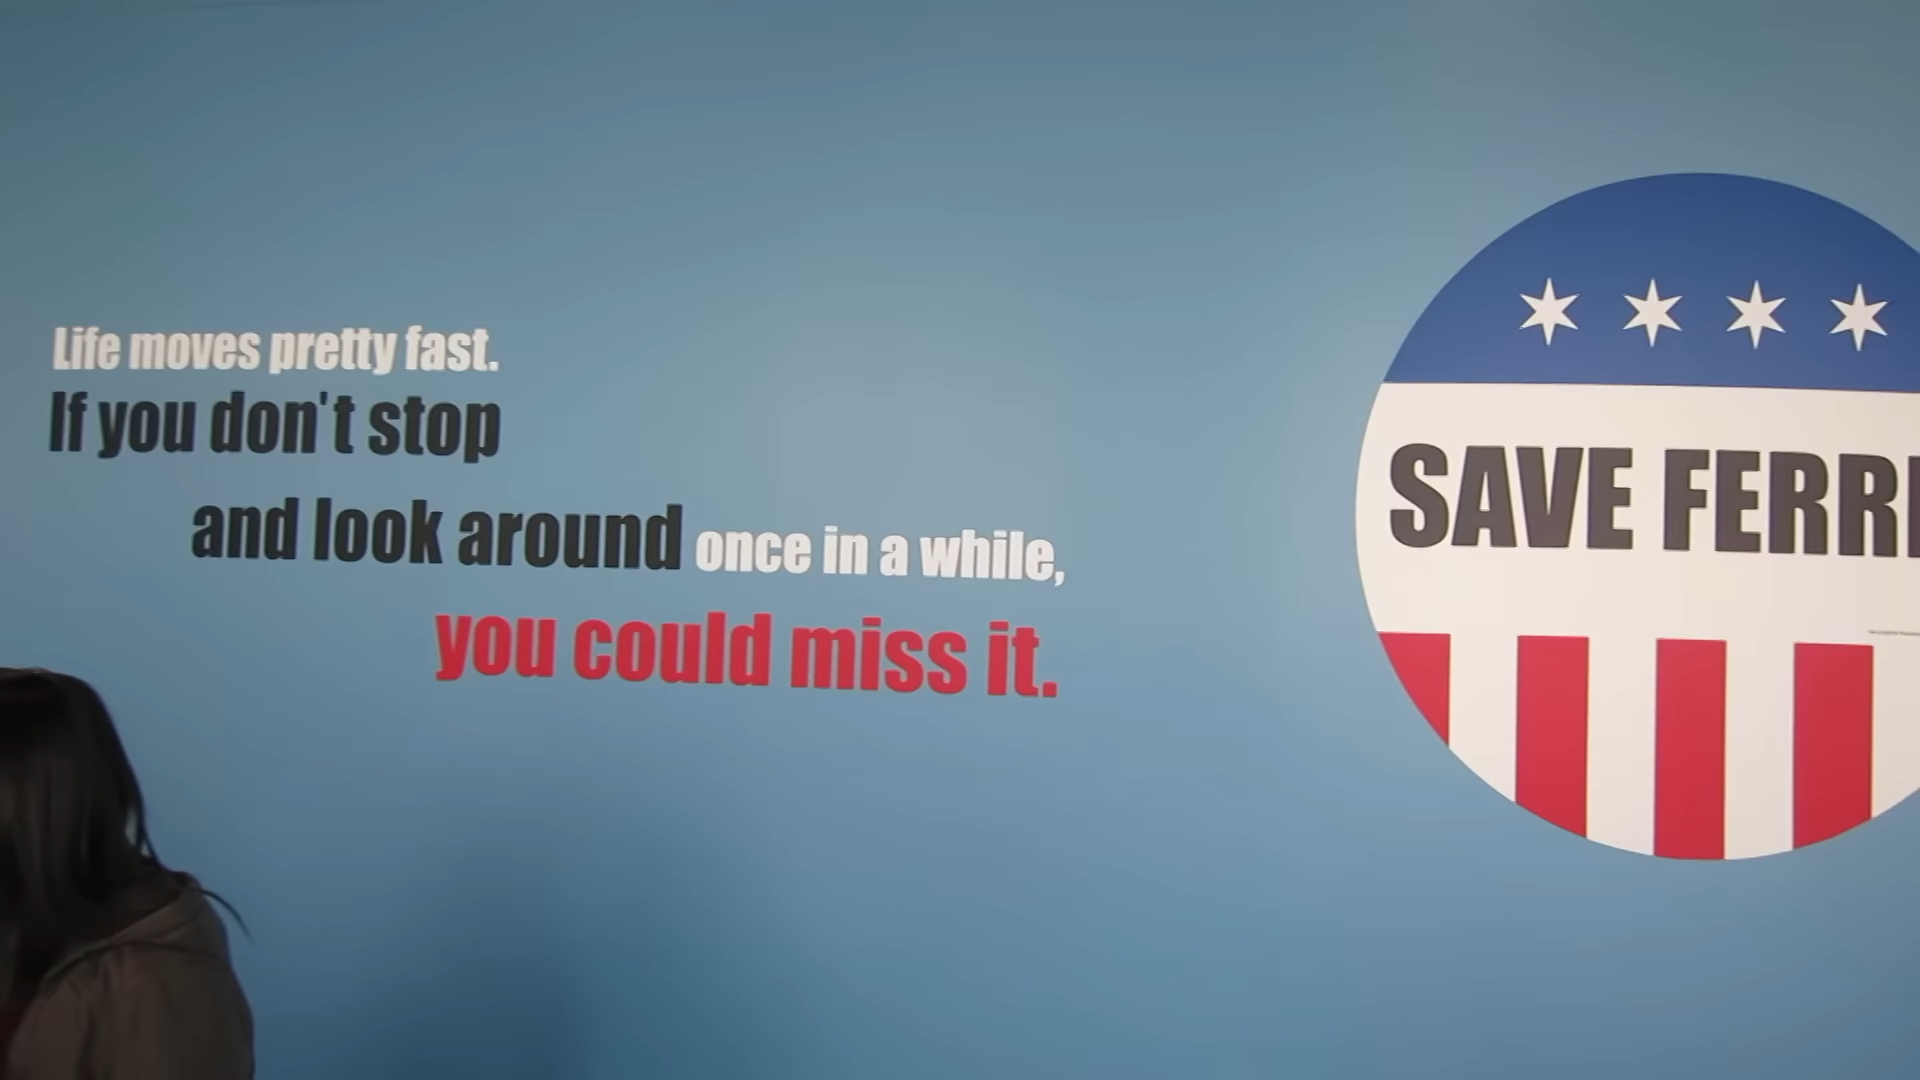 Life moves pretty fast.
If you don't stop
and look around once in a while,
you could miss it.
SAVE FERRI